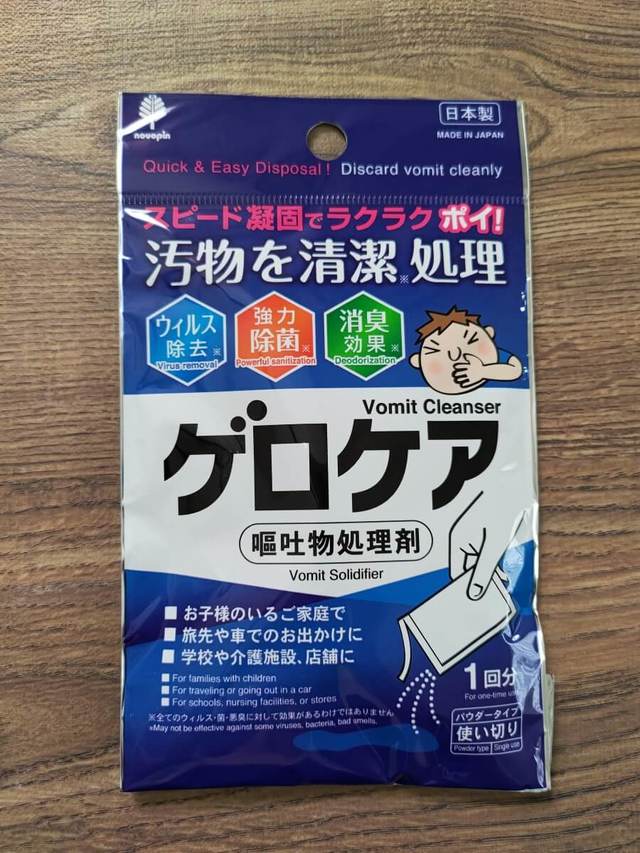 novopin
日本製
MADE IN JAPAN
Quick & Easy Disposal! Discard vomit cleanly
スピード凝固でラクラク ポイ!
汚物を清潔※処理
ウィルス
除去※
Virus removal
強力
除菌※
Powerful sanitization
消臭
効果※
Deodorization
Vomit Cleanser
ゲロケア
嘔吐物処理剤
Vomit Solidifier
■ お子様のいるご家庭で
■ 旅先や車でのお出かけに
■ 学校や介護施設、店舗に
■ For families with children
■ For traveling or going out in a car
■ For schools, nursing facilities, or stores
※全てのウィルス・菌・悪臭に対して効果があるわけではありません
※May not be effective against some viruses, bacteria, bad smells.
1回分
For one-time use
パウダータイプ
使い切り
Powder type Single use